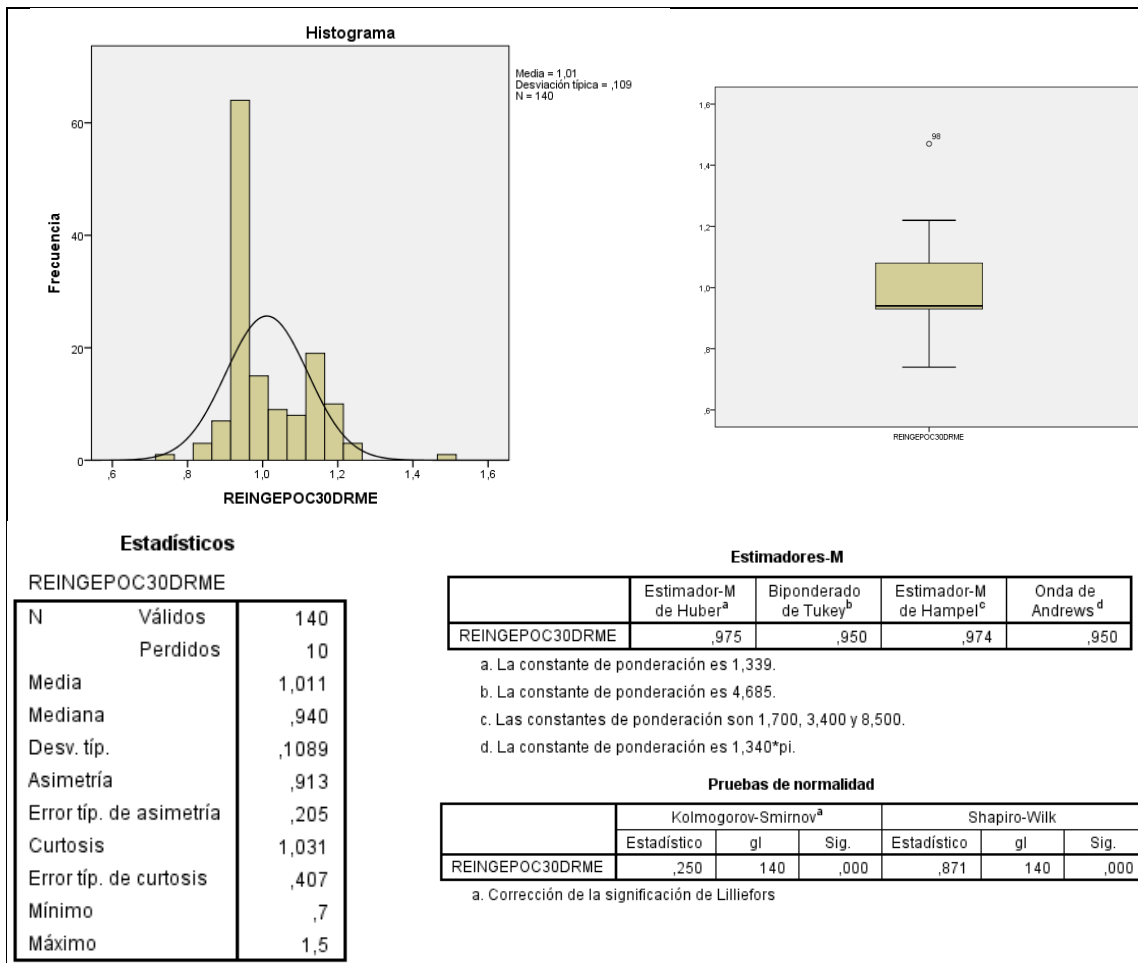 Histograma
Media = 1,01
Desviación típica = ,109
N = 140
Frecuencia
60
40
20
0
,6 ,8 1,0 1,2 1,4 1,6
REINGEPOC30DRME
1,6
1,4
1,2
1,0
,8
,6
98
REINGEPOC30DRME
Estadísticos
REINGEPOC30DRME
N Válidos 140
Perdidos 10
Media 1,011
Mediana ,940
Desv. típ. ,1089
Asimetría ,913
Error típ. de asimetría ,205
Curtosis 1,031
Error típ. de curtosis ,407
Mínimo ,7
Máximo 1,5
Estimadores-M
Estimador-M de Huber a Biponderado de Tukey b Estimador-M de Hampel c Onda de Andrews d
REINGEPOC30DRME ,975 ,950 ,974 ,950
a. La constante de ponderación es 1,339.
b. La constante de ponderación es 4,685.
c. Las constantes de ponderación son 1,700, 3,400 y 8,500.
d. La constante de ponderación es 1,340*pi.
Pruebas de normalidad
Kolmogorov-Smirnov a Shapiro-Wilk
Estadístico gl Sig. Estadístico gl Sig.
REINGEPOC30DRME ,250 140 ,000 ,871 140 ,000
a. Corrección de la significación de Lilliefors